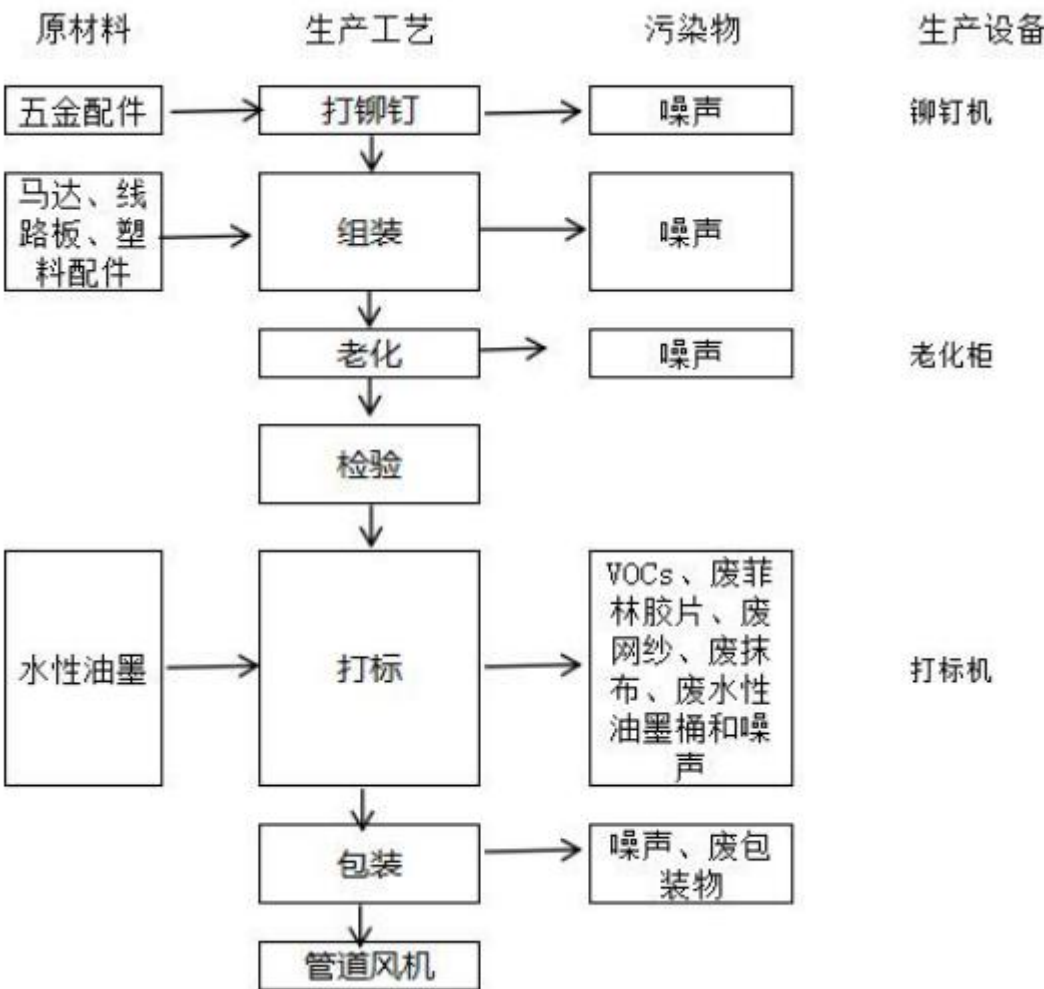 原材料 生产工艺 污染物 生产设备
五金配件 打铆钉 噪声 铆钉机
马达、线
路板、塑
料配件
组装 噪声
老化 噪声 老化柜
检验
水性油墨 打标
VOCs、废菲
林胶片、废
网纱、废抹
布、废水性
油墨桶和噪
声
打标机
包装
噪声、废包
装物
管道风机